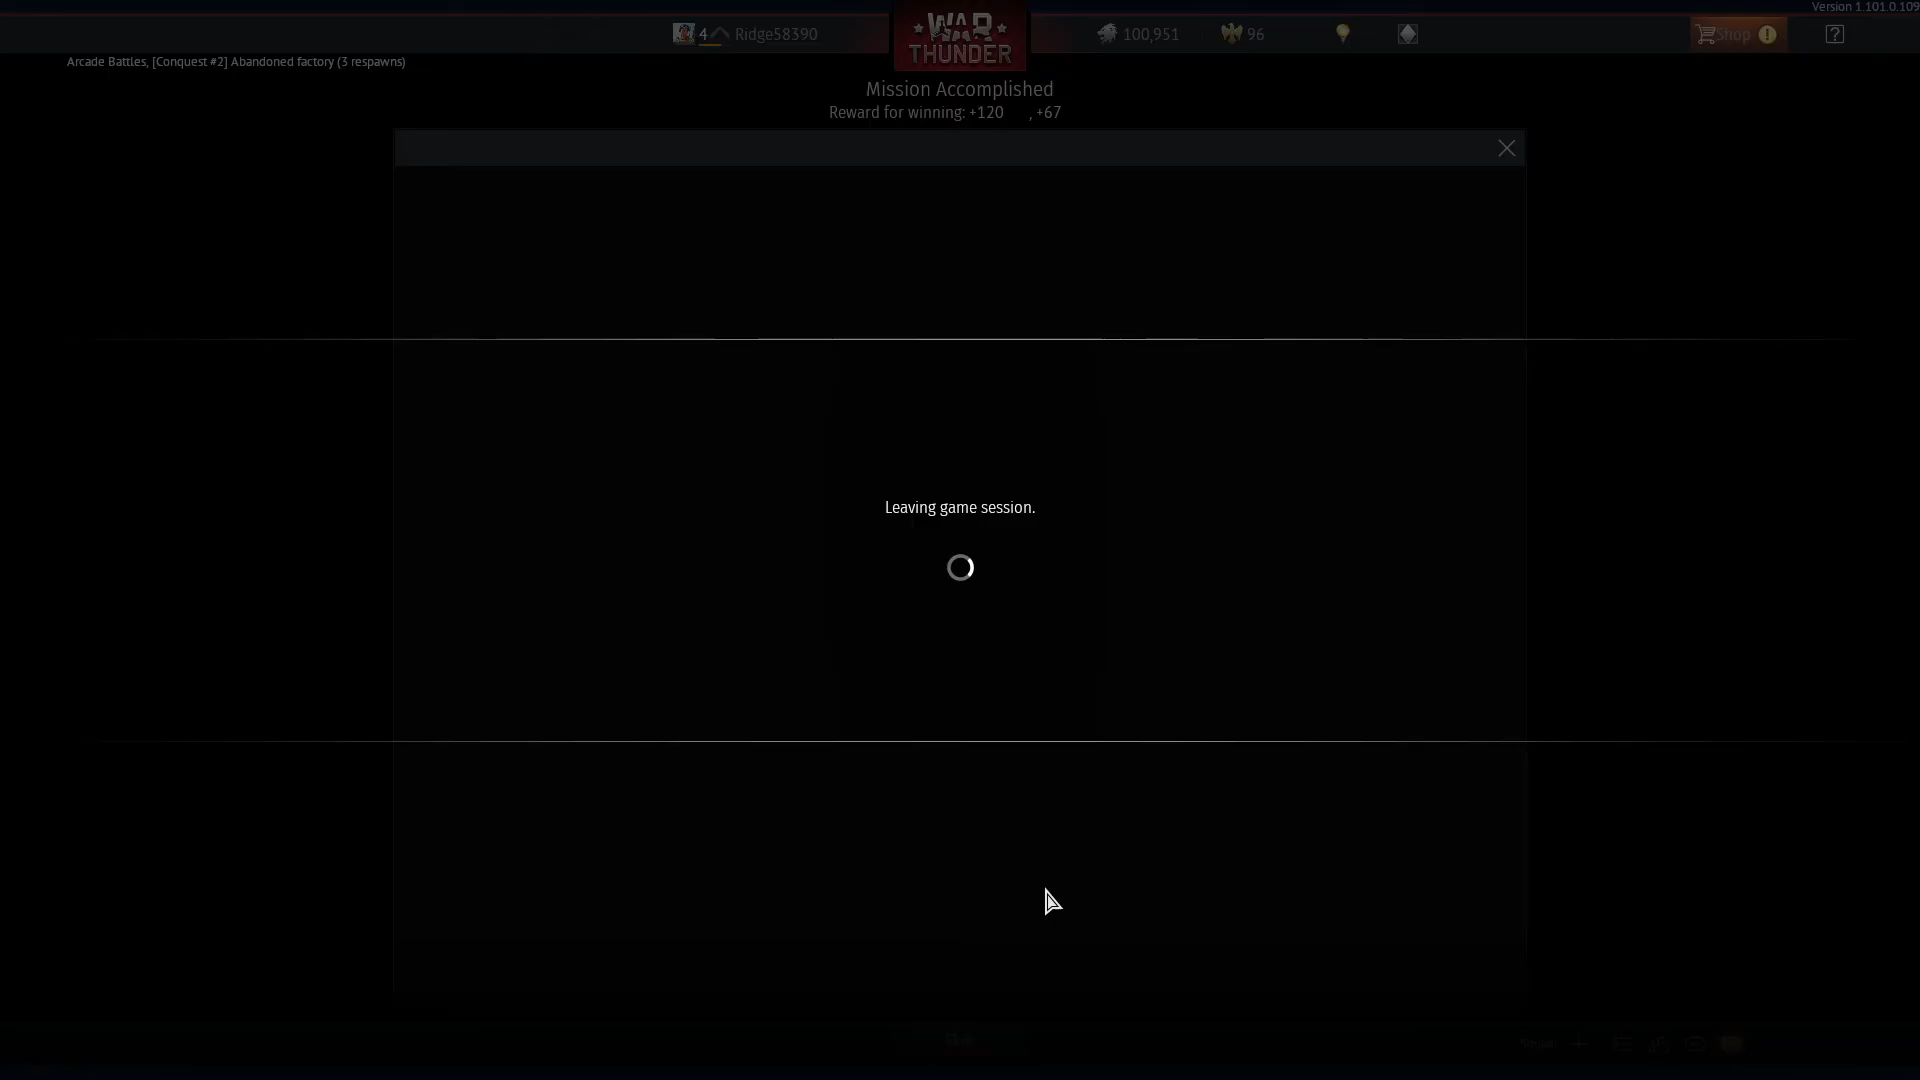 Version 1.101.0.109
4 Ridge58390
WAR THUNDER
100,951
96
Shop
Arcade Battles, [Conquest #2] Abandoned factory (3 respawns)
Mission Accomplished
Reward for winning: +120 , +67
Leaving game session.